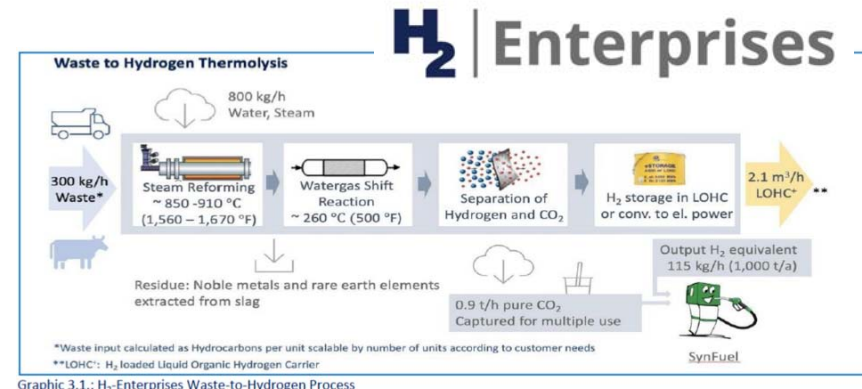 H2 | Enterprises
Waste to Hydrogen Thermolysis
800 kg/h
Water, Steam
300 kg/h
Waste*
Steam Reforming
~ 850 -910 °C
(1,560 – 1,670 °F)
Watergas Shift
Reaction
~ 260 °C (500 °F)
Separation of
Hydrogen and CO2
H2 storage in LOHC
or conv. to el. power
2.1 m³/h
LOHC⁺
**
Residue: Noble metals and rare earth elements
extracted from slag
0.9 t/h pure CO2
Captured for multiple use
Output H2 equivalent
115 kg/h (1,000 t/a)
SynFuel
*Waste input calculated as Hydrocarbons per unit scalable by number of units according to customer needs
**LOHC⁺: H2 loaded Liquid Organic Hydrogen Carrier
Graphic 3.1.: H2-Enterprises Waste-to-Hydrogen Process